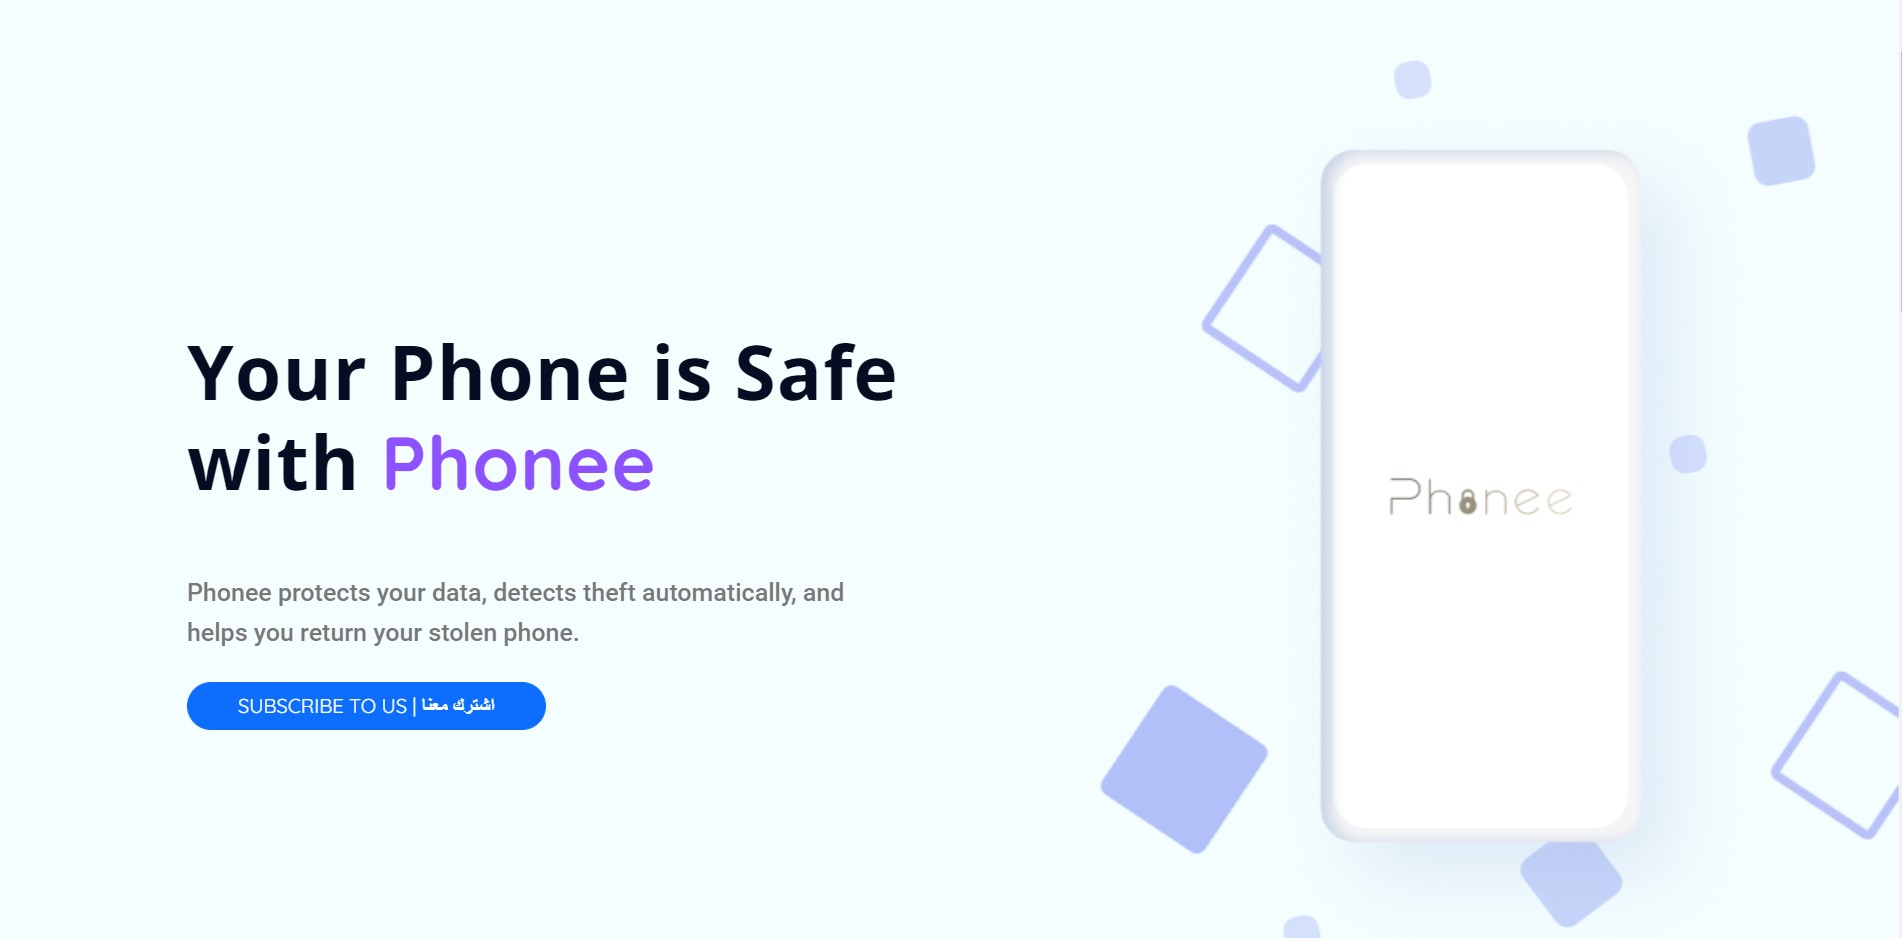 Your Phone is Safe
with Phonee
Phonee protects your data, detects theft automatically, and
helps you return your stolen phone.
SUBSCRIBE TO US | اشترك معنا
Phonee